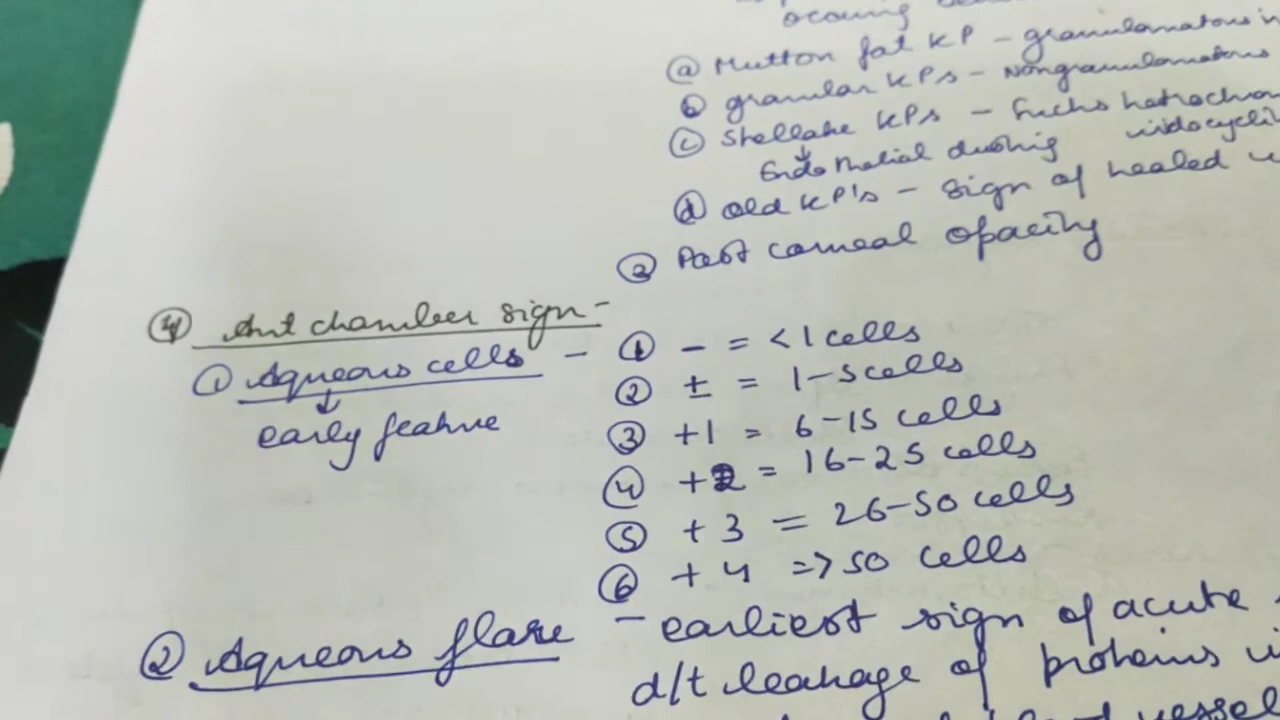 ⓐ Mutton fat KP - granulomatous
ⓑ granular KPs - Nongranulomatous
ⓒ Stellate KPs - Fuchs
↓
Endothelial dusting
ⓓ old KP's - sign of healed
② Post corneal opacity
④ Ant chamber sign -
① Aqueous cells - ① - = < 1 cells
↓
early feature
② ± = 1-5 cells
③ +1 = 6-15 cells
④ +2 = 16-25 cells
⑤ +3 = 26-50 cells
⑥ +4 => 50 cells
② Aqueous flare - earliest sign of acute
d/t leakage of proteins